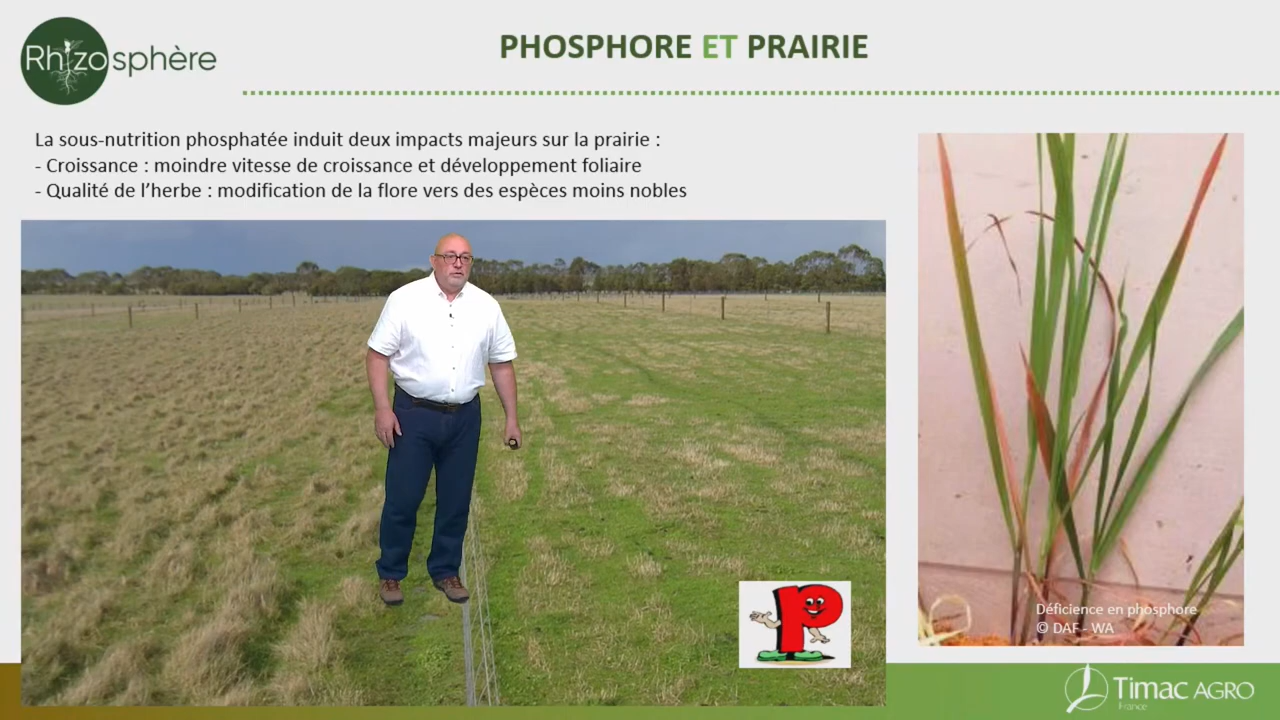 Rhizosphère
PHOSPHORE ET PRAIRIE
La sous-nutrition phosphatée induit deux impacts majeurs sur la prairie :
- Croissance : moindre vitesse de croissance et développement foliaire
- Qualité de l’herbe : modification de la flore vers des espèces moins nobles
P
Déficience en phosphore
© DAF - WA
Timac AGRO
France